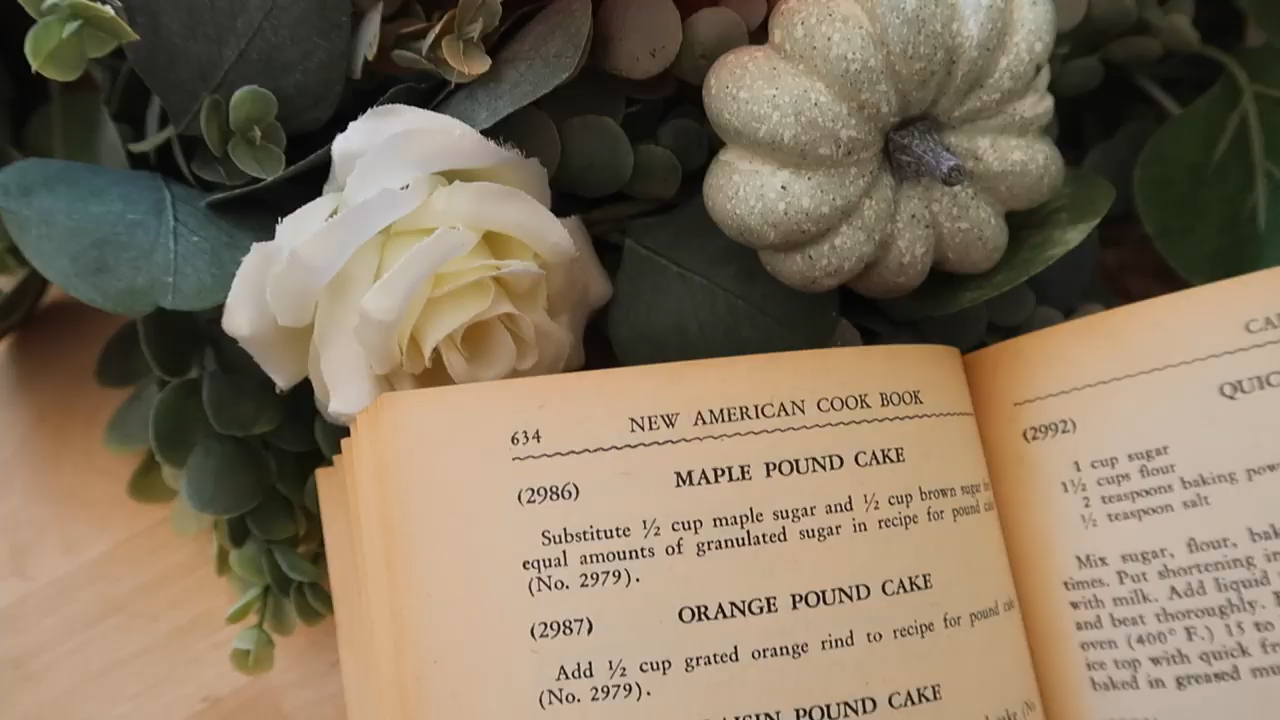 634 NEW AMERICAN COOK BOOK
(2986) MAPLE POUND CAKE
Substitute ½ cup maple sugar and ½ cup brown sugar
equal amounts of granulated sugar in recipe for pound
(No. 2979).
(2987) ORANGE POUND CAKE
Add ½ cup grated orange rind to recipe for pound
(No. 2979).
POUND CAKE
(2992)
1 cup sugar
1½ cups flour
2 teaspoons baking
½ teaspoon salt
Mix sugar, flour,
times. Put shortening
with milk. Add liquid
and beat thoroughly.
oven (400° F.) 15 to
ice top with quick
baked in greased